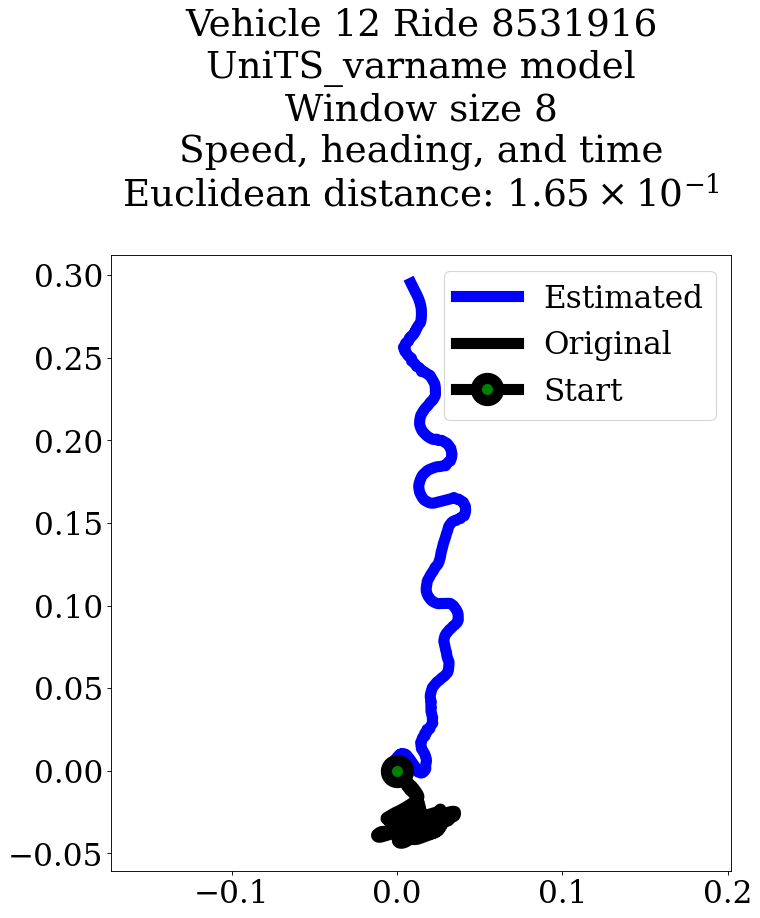 Vehicle 12 Ride 8531916
UniTS_varname model
Window size 8
Speed, heading, and time
Euclidean distance: 1.65 × 10⁻¹
Estimated
Original
Start
0.30
0.25
0.20
0.15
0.10
0.05
0.00
−0.05
−0.1
0.0
0.1
0.2